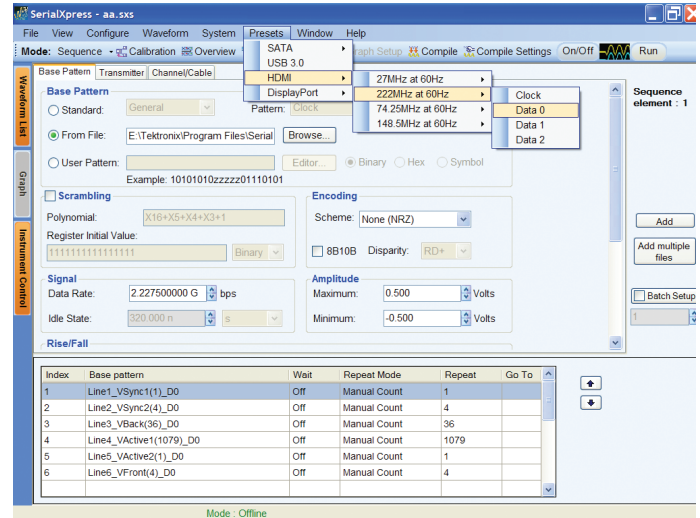 SerialXpress - aa.sxs
File View Configure Waveform System Presets Window Help
Mode: Sequence Calibration Overview Graph Setup Compile Compile Settings On/Off Run
SATA
USB 3.0
HDMI
DisplayPort
27MHz at 60Hz
222MHz at 60Hz
74.25MHz at 60Hz
148.5MHz at 60Hz
Clock
Data 0
Data 1
Data 2
Waveform List
Graph
Instrument Control
Base Pattern Transmitter Channel/Cable
Base Pattern
Standard: General Pattern: Clock
From File: E:\Tektronix\Program Files\Serial Browse...
User Pattern: Editor... Binary Hex Symbol
Example: 10101010zzzzz01110101
Scrambling
Polynomial: X16+X5+X4+X3+1
Register Initial Value:
1111111111111111 Binary
Encoding
Scheme: None (NRZ)
8B10B Disparity: RD+
Signal
Data Rate: 2.227500000 G bps
Idle State: 320.000 n s
Amplitude
Maximum: 0.500 Volts
Minimum: -0.500 Volts
Rise/Fall
Sequence
element : 1
Add
Add multiple
files
Batch Setup
1
Index Base pattern Wait Repeat Mode Repeat Go To
1 Line1_VSync1(1)_D0 Off Manual Count 1
2 Line2_VSync2(4)_D0 Off Manual Count 4
3 Line3_VBack(36)_D0 Off Manual Count 36
4 Line4_VActive1(1079)_D0 Off Manual Count 1079
5 Line5_VActive2(1)_D0 Off Manual Count 1
6 Line6_VFront(4)_D0 Off Manual Count 4
Mode : Offline